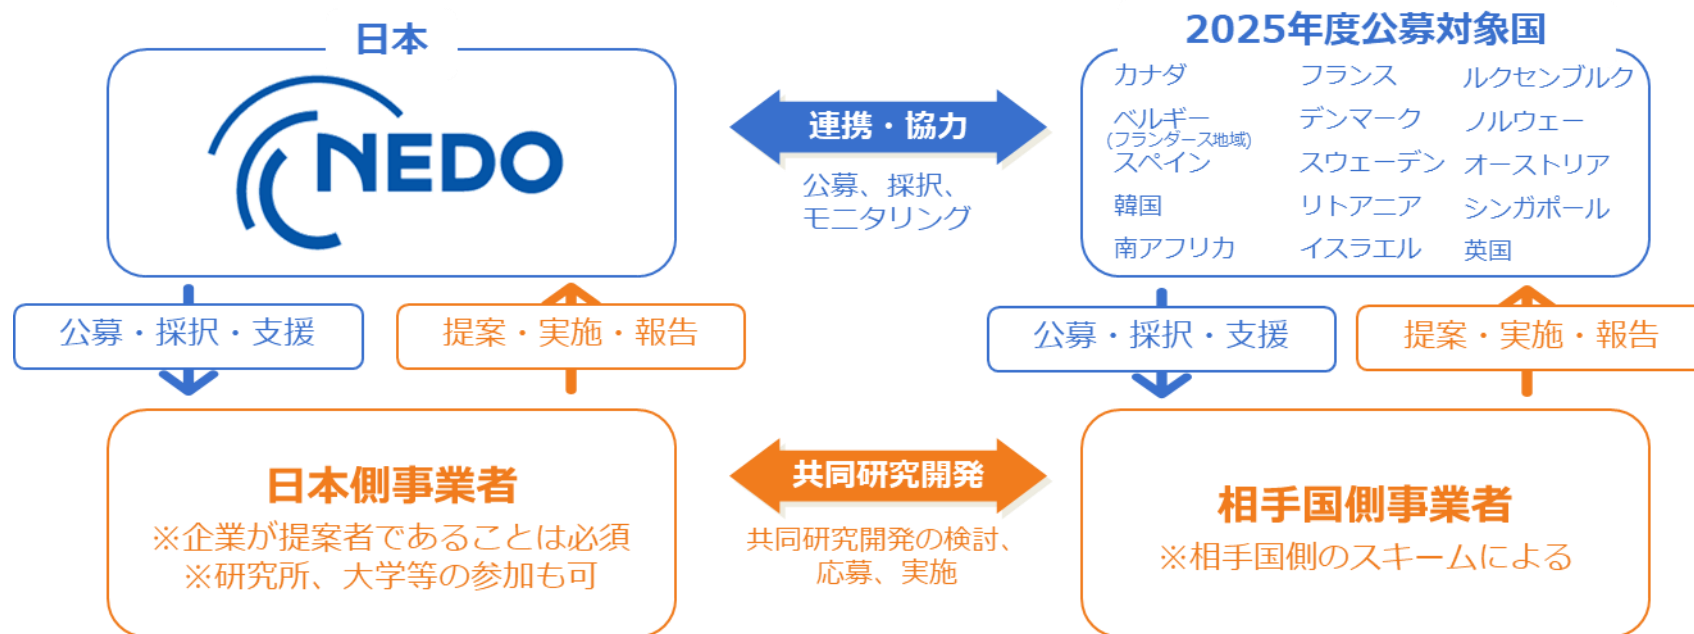 日本
NEDO
連携・協力
公募、採択、
モニタリング
2025年度公募対象国
カナダ
フランス
ルクセンブルク
ベルギー
(フランダース地域)
デンマーク
ノルウェー
スペイン
スウェーデン
オーストリア
韓国
リトアニア
シンガポール
南アフリカ
イスラエル
英国
公募・採択・支援
提案・実施・報告
公募・採択・支援
提案・実施・報告
日本側事業者
※企業が提案者であることは必須
※研究所、大学等の参加も可
共同研究開発
共同研究開発の検討、
応募、実施
相手国側事業者
※相手国側のスキームによる